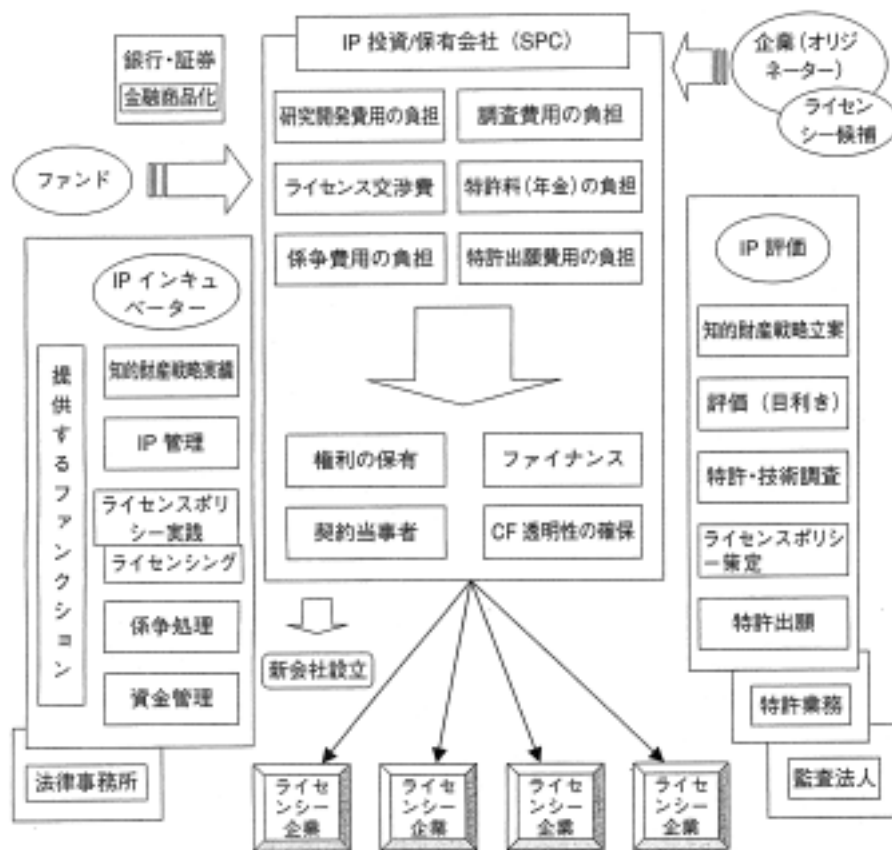 銀行・証券
金融商品化
IP 投資/保有会社（SPC）
企業（オリジ
ネーター）
ライセン
シー候補
ファンド
研究開発費用の負担
調査費用の負担
ライセンス交渉費
特許料（年金）の負担
係争費用の負担
特許出願費用の負担
権利の保有
ファイナンス
契約当事者
CF 透明性の確保
IP インキュ
ベーター
提供するファンクション
知的財産戦略実績
IP 管理
ライセンスポリ
シー実践
ライセンシング
係争処理
資金管理
法律事務所
新会社設立
IP 評価
知的財産戦略立案
評価（目利き）
特許・技術調査
ライセンスポリシ
ー策定
特許出願
特許業務
監査法人
ライセ
ンシー
企業
ライセ
ンシー
企業
ライセ
ンシー
企業
ライセ
ンシー
企業